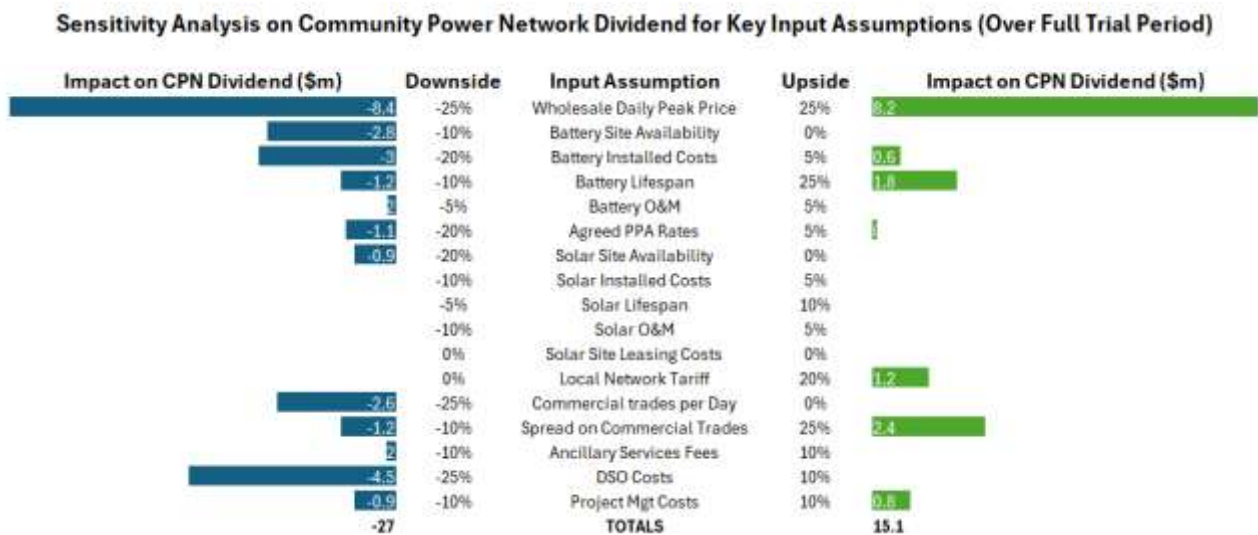 Sensitivity Analysis on Community Power Network Dividend for Key Input Assumptions (Over Full Trial Period)
Impact on CPN Dividend ($m) Downside Input Assumption Upside Impact on CPN Dividend ($m)
-8.4 -25% Wholesale Daily Peak Price 25% 8.2
-2.8 -10% Battery Site Availability 0%
-3 -20% Battery Installed Costs 5% 0.6
-1.2 -10% Battery Lifespan 25% 1.8
-5% Battery O&M 5%
-1.1 -20% Agreed PPA Rates 5%
-0.9 -20% Solar Site Availability 0%
-10% Solar Installed Costs 5%
-5% Solar Lifespan 10%
-10% Solar O&M 5%
0% Solar Site Leasing Costs 0%
0% Local Network Tariff 20% 1.2
-2.6 -25% Commercial trades per Day 0%
-1.2 -10% Spread on Commercial Trades 25% 2.4
-10% Ancillary Services Fees 10%
-4.5 -25% DSO Costs 10%
-0.9 -10% Project Mgt Costs 10% 0.8
-27 TOTALS 15.1